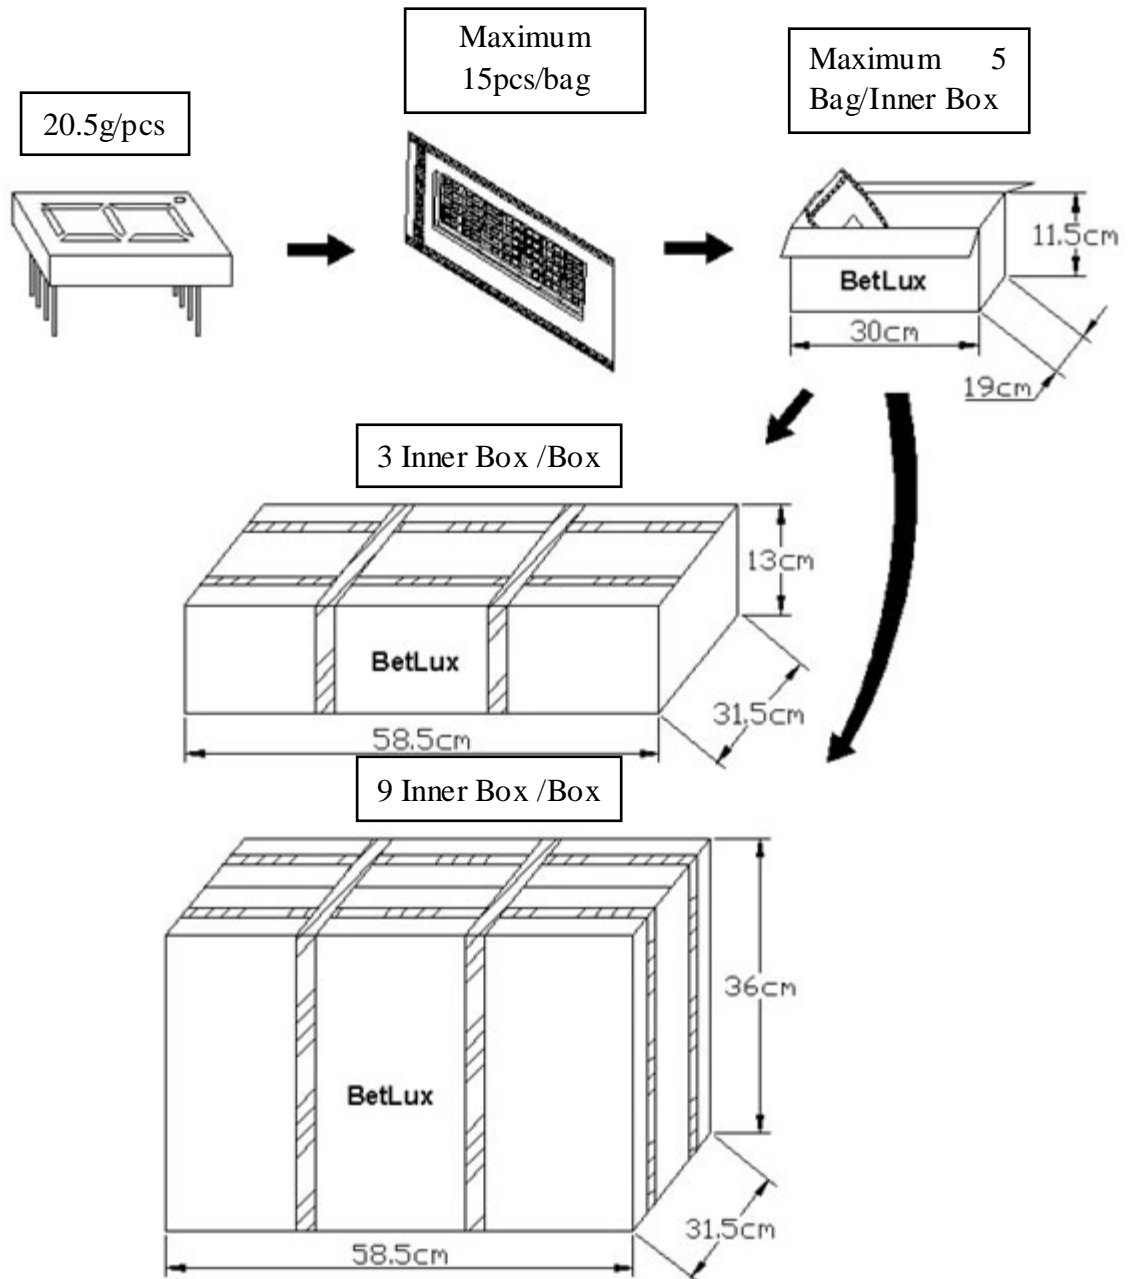 Maximum
15pcs/bag
Maximum 5
Bag/Inner Box
20.5g/pcs
11.5cm
BetLux
30cm
19cm
3 Inner Box /Box
13cm
BetLux
31.5cm
58.5cm
9 Inner Box /Box
36cm
BetLux
31.5cm
58.5cm